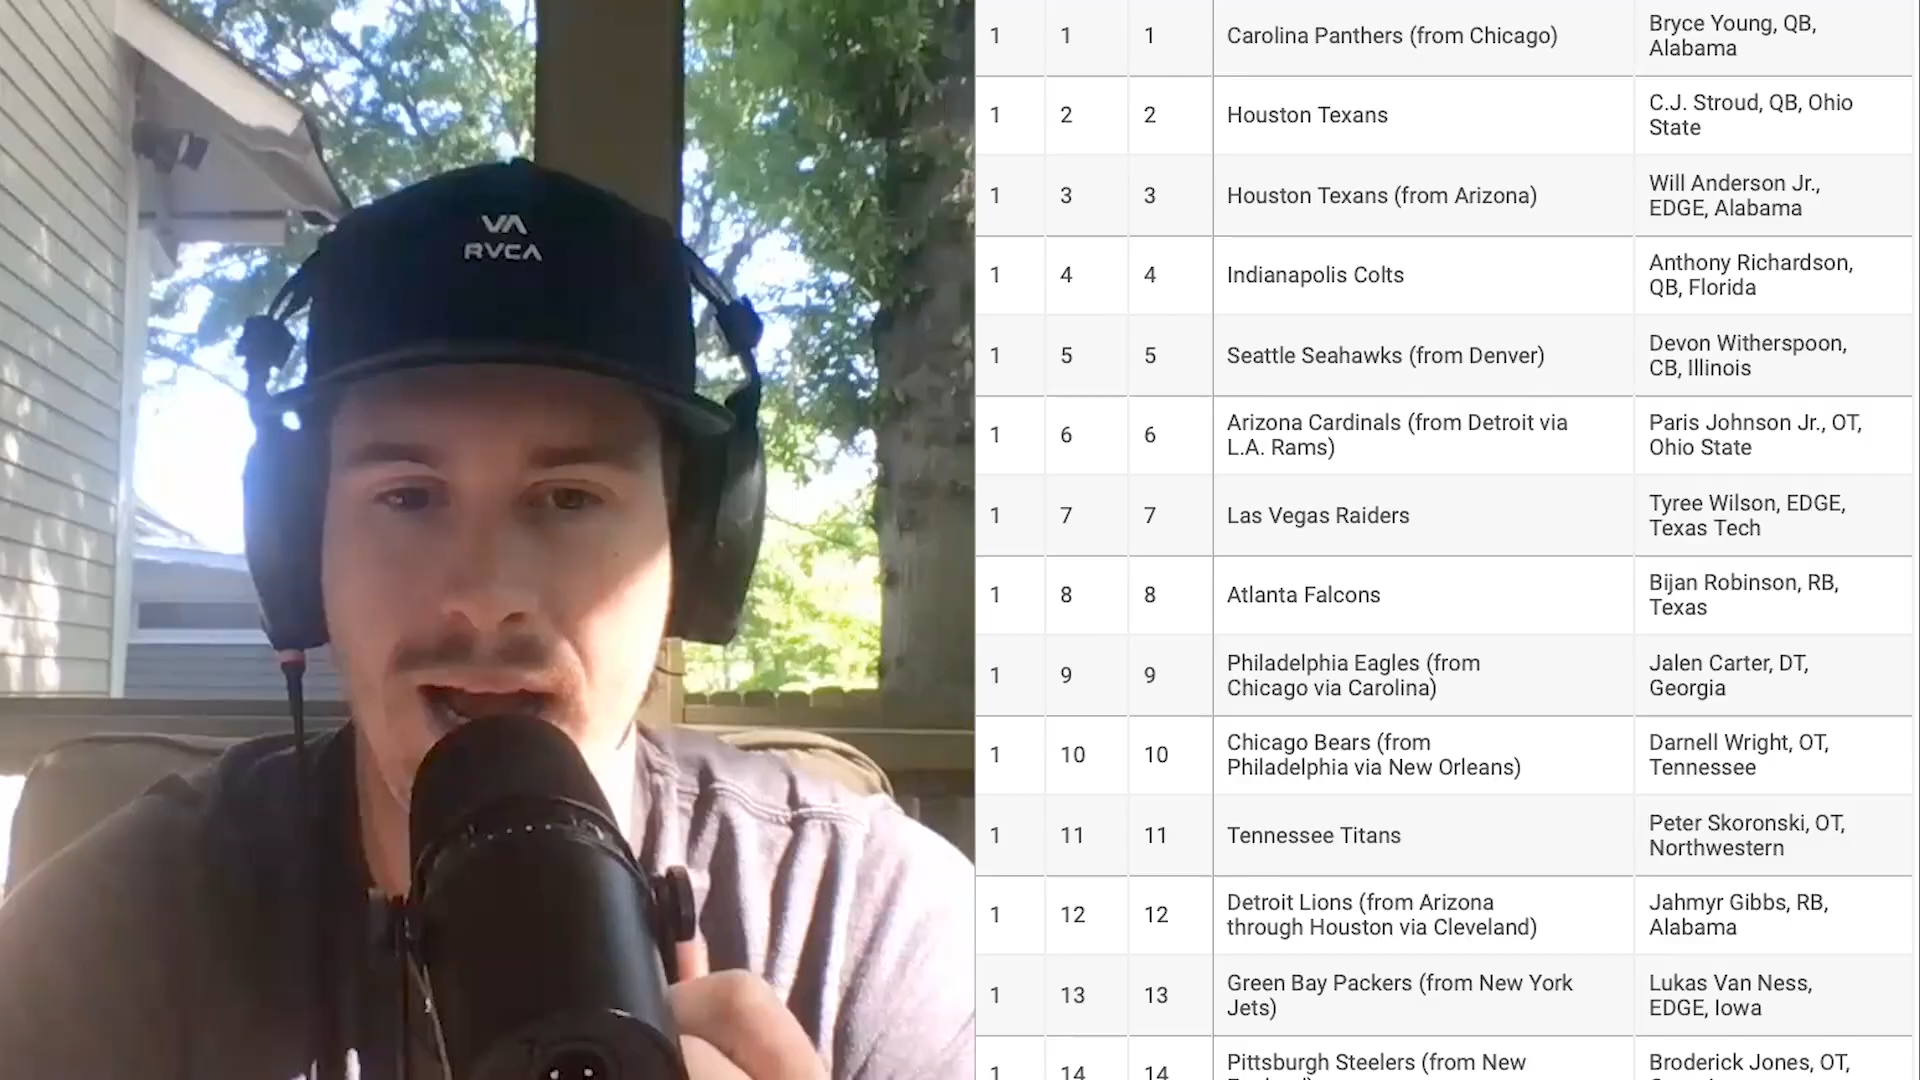 VA
RVCA
1 1 1 Carolina Panthers (from Chicago) Bryce Young, QB,
Alabama
1 2 2 Houston Texans C.J. Stroud, QB, Ohio
State
1 3 3 Houston Texans (from Arizona) Will Anderson Jr.,
EDGE, Alabama
1 4 4 Indianapolis Colts Anthony Richardson,
QB, Florida
1 5 5 Seattle Seahawks (from Denver) Devon Witherspoon,
CB, Illinois
1 6 6 Arizona Cardinals (from Detroit via Paris Johnson Jr., OT,
L.A. Rams) Ohio State
1 7 7 Las Vegas Raiders Tyree Wilson, EDGE,
Texas Tech
1 8 8 Atlanta Falcons Bijan Robinson, RB,
Texas
1 9 9 Philadelphia Eagles (from Jalen Carter, DT,
Chicago via Carolina) Georgia
1 10 10 Chicago Bears (from Darnell Wright, OT,
Philadelphia via New Orleans) Tennessee
1 11 11 Tennessee Titans Peter Skoronski, OT,
Northwestern
1 12 12 Detroit Lions (from Arizona Jahmyr Gibbs, RB,
through Houston via Cleveland) Alabama
1 13 13 Green Bay Packers (from New York Lukas Van Ness,
Jets) EDGE, Iowa
1 14 14 Pittsburgh Steelers (from New Broderick Jones, OT,